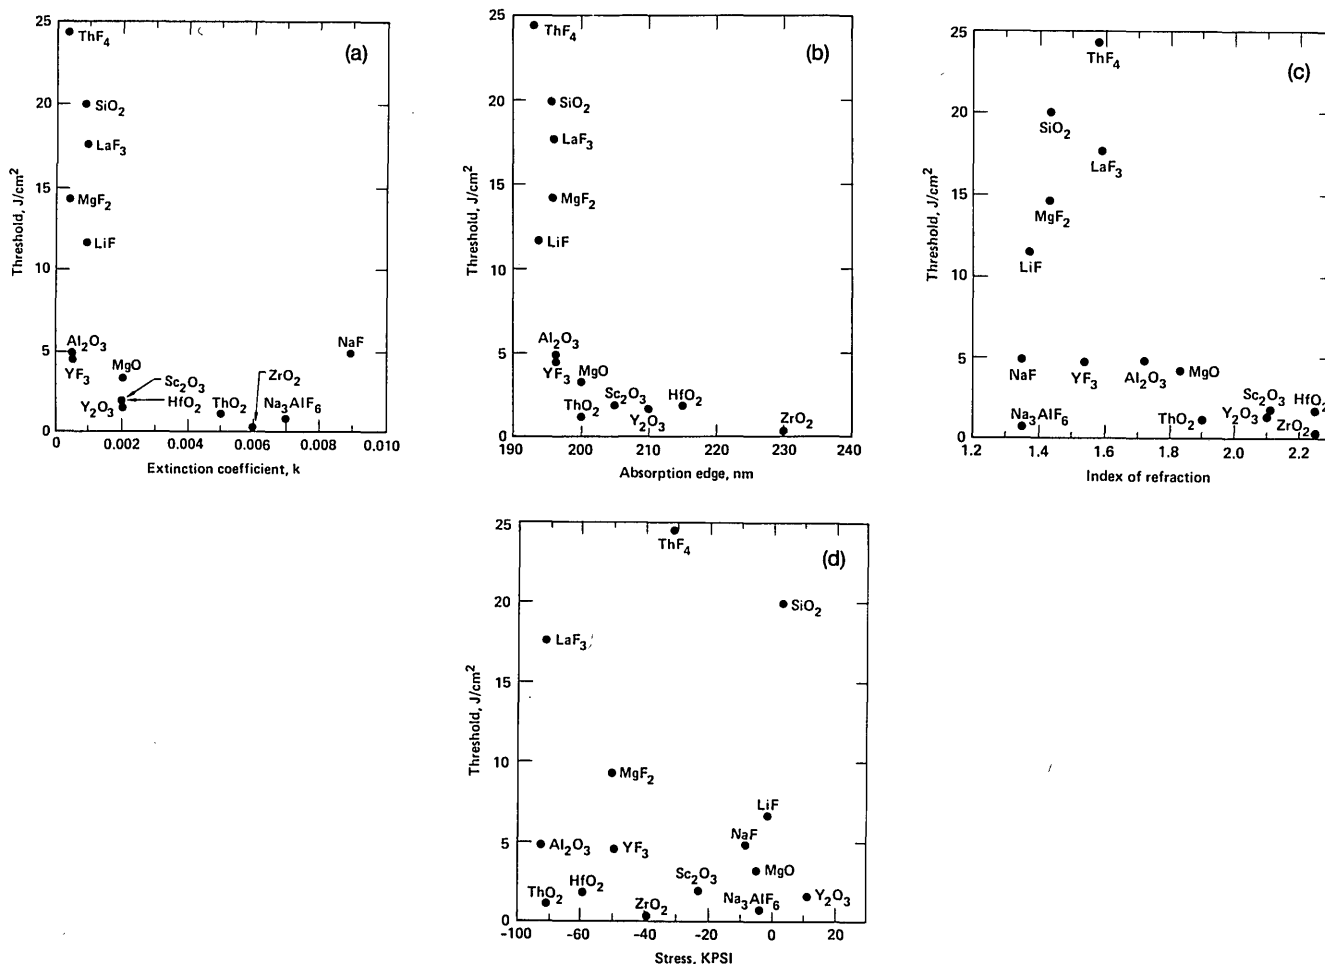 (a)
25
20
15
10
5
0
Threshold, J/cm2
ThF4
SiO2
LaF3
MgF2
LiF
Al2O3
YF3
MgO
Sc2O3
Y2O3
HfO2
ThO2
ZrO2
Na3AlF6
NaF
0 0.002 0.004 0.006 0.008 0.010
Extinction coefficient, k
(b)
25
20
15
10
5
0
Threshold, J/cm2
ThF4
SiO2
LaF3
MgF2
LiF
Al2O3
YF3
MgO
ThO2
Sc2O3
Y2O3
HfO2
ZrO2
190 200 210 220 230 240
Absorption edge, nm
(c)
25
20
15
10
5
0
Threshold, J/cm2
ThF4
SiO2
LaF3
MgF2
LiF
NaF
YF3
Al2O3
MgO
Na3AlF6
ThO2
Y2O3
Sc2O3
HfO2
ZrO2
1.2 1.4 1.6 1.8 2.0 2.2
Index of refraction
(d)
25
20
15
10
5
0
Threshold, J/cm2
ThF4
SiO2
LaF3
MgF2
LiF
NaF
Al2O3
YF3
MgO
Sc2O3
HfO2
ThO2
ZrO2
Na3AlF6
Y2O3
-100 -80 -60 -40 -20 0 20
Stress, KPSI